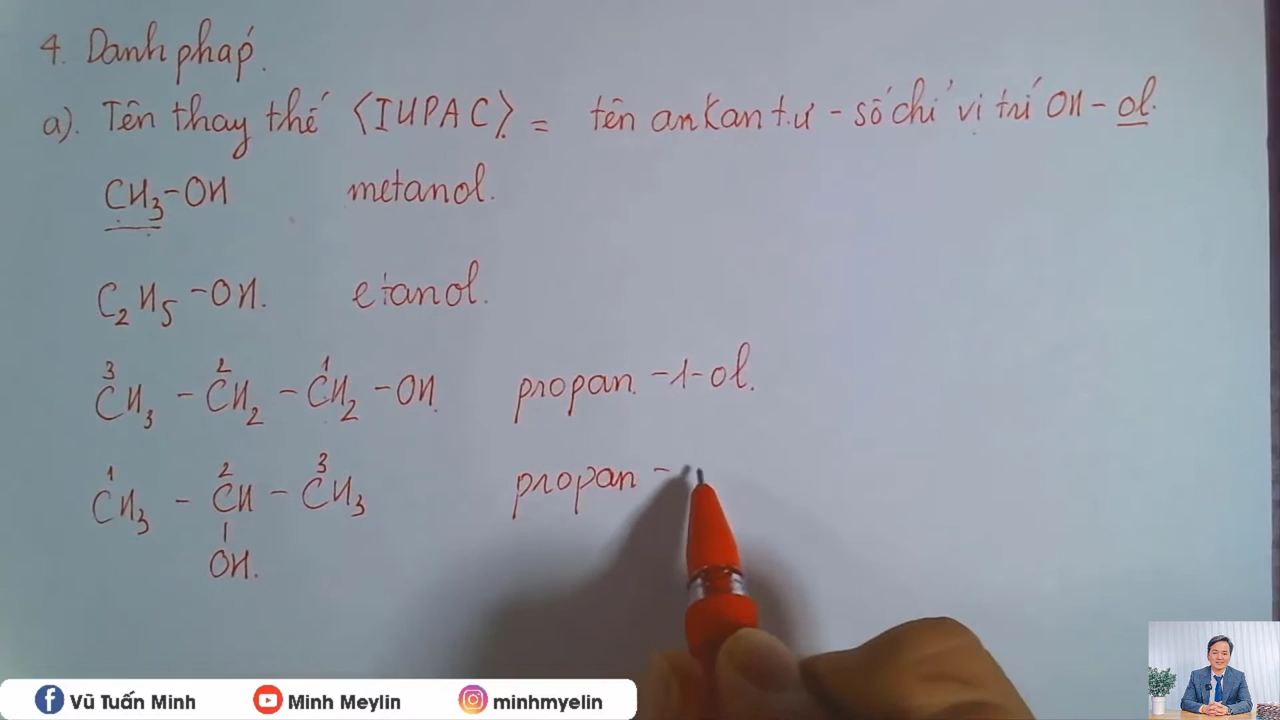 4. Danh pháp.
a). Tên thay thế <IUPAC>. = tên ankan t.ư - số chỉ vị trí OH - ol.
CH3-OH metanol.
C2H5-OH. etanol.
3 2 1
CH3 - CH2 - CH2 - OH propan. -1-ol.
1 2 3
CH3 - CH - CH3 propan -
OH.
Vũ Tuấn Minh Minh Meylin minhmyelin